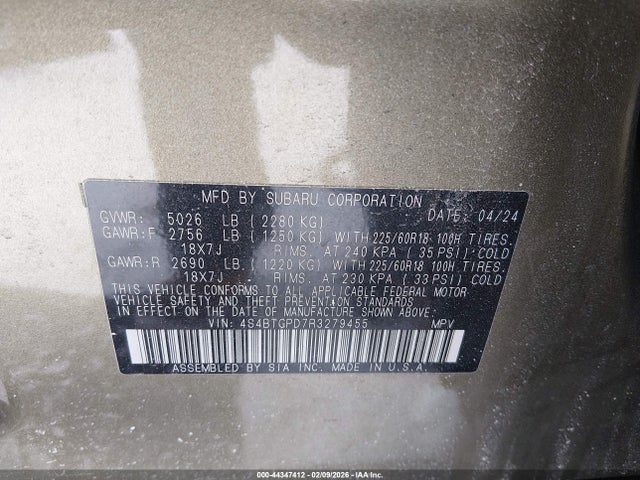 MFD BY SUBARU CORPORATION
GVWR: 5026 LB (2280 KG) DATE: 04/24
GAWR:F 2756 LB (1250 KG) WITH 225/60R18 100H TIRES.
18X7J RIMS. AT 240 KPA (35 PSI) COLD
GAWR:R 2690 LB. (1220 KG) WITH 225/60R18 100H TIRES.
18X7J RIMS. AT 230 KPA (33 PSI) COLD
THIS VEHICLE CONFORMS TO ALL APPLICABLE FEDERAL MOTOR
VEHICLE SAFETY AND THEFT PREVENTION STANDARDS
IN EFFECT ON THE DATE OF MANUFACTURE SHOWN ABOVE.
VIN: 4S4BTGPD7R3279455 MPV
ASSEMBLED BY SIA INC. MADE IN U.S.A.
000-44347412 - 02/09/2026 - IAA Inc.